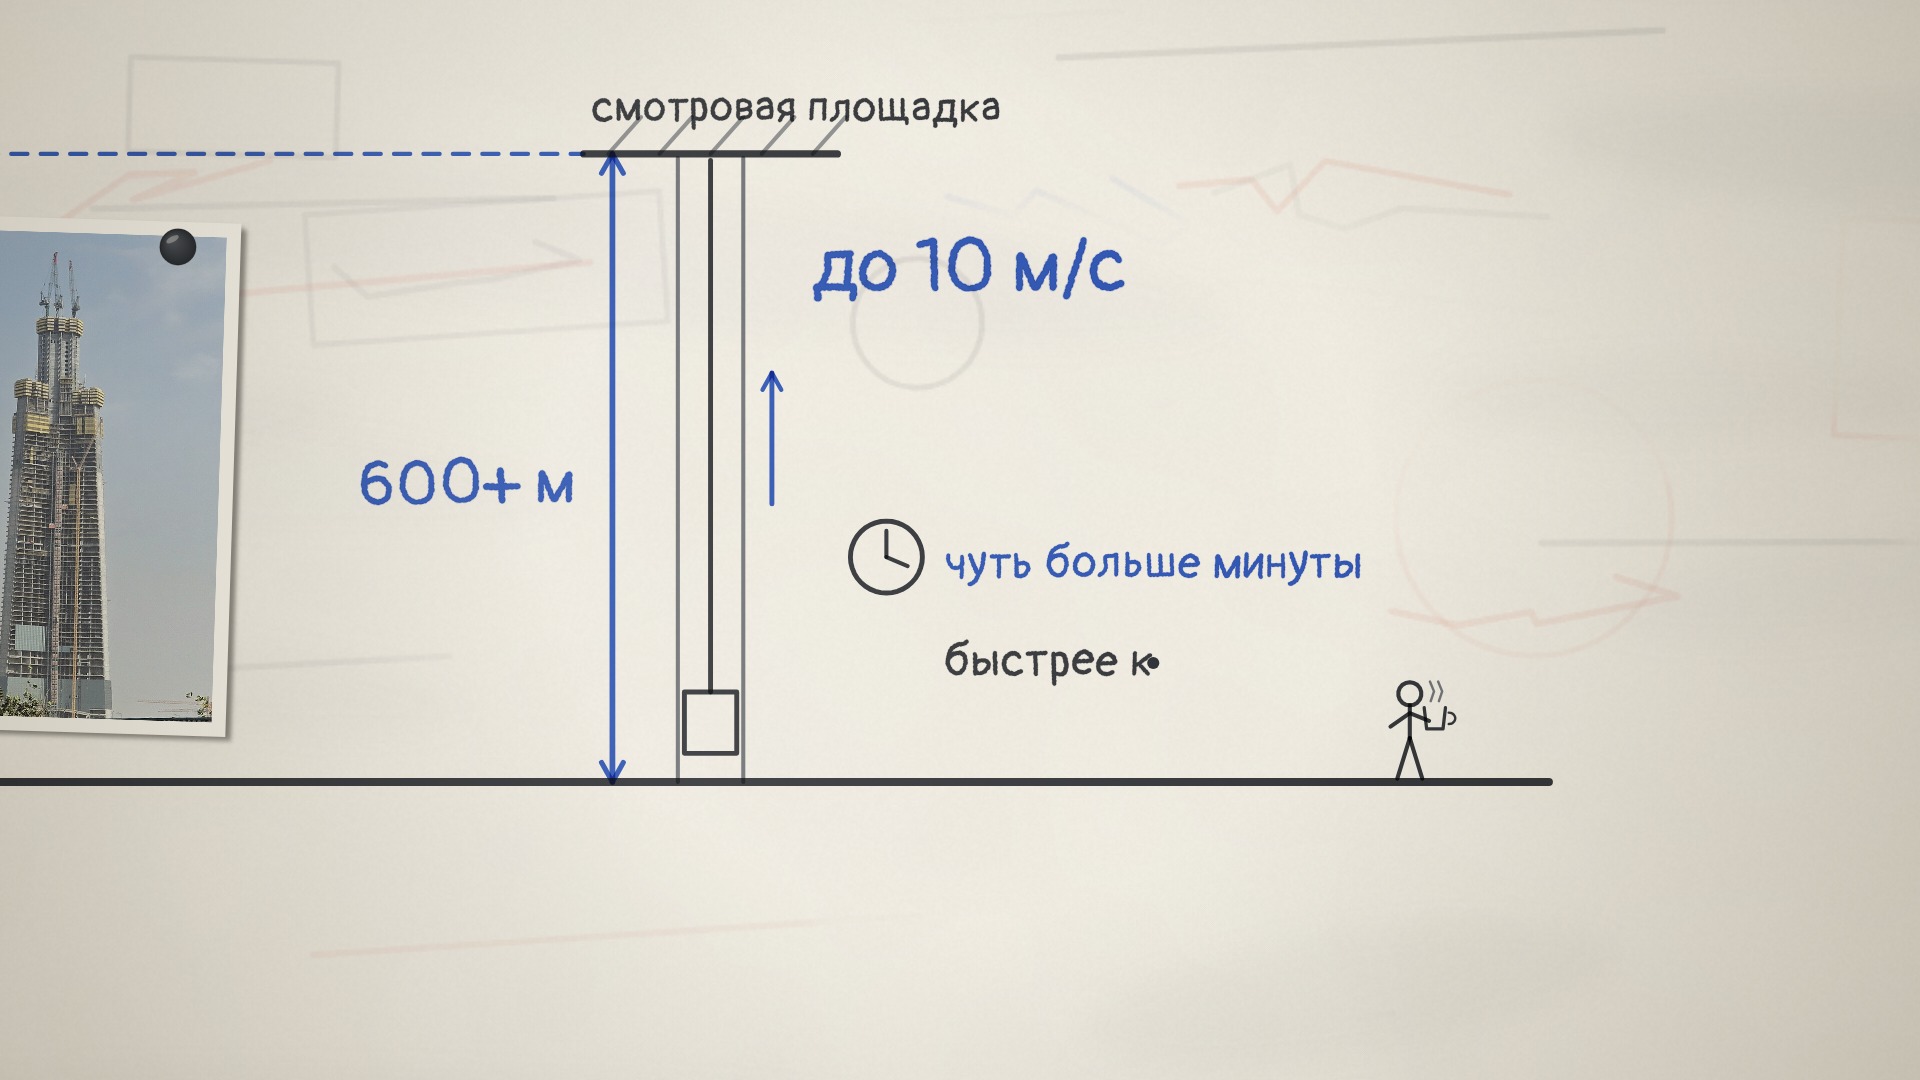 смотровая площадка
до 10 м/с
600+ м
чуть больше минуты
быстрее к